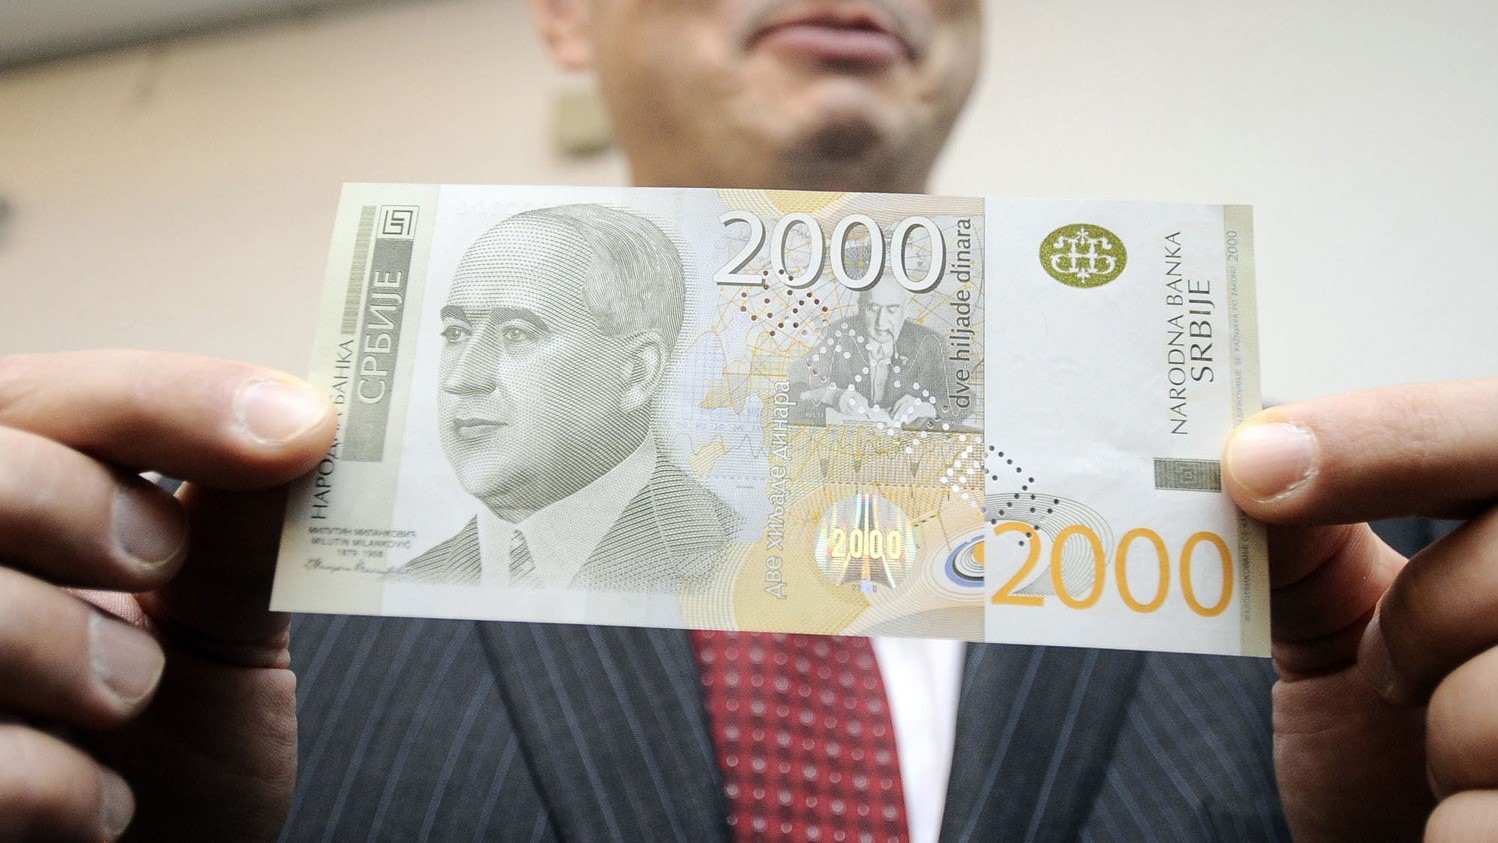 НАРОДНА БАНКА
СРБИЈЕ
МИЛУТИН МИЛАНКОВИЋ
MILUTIN MILANKOVIĆ
1879-1958
2000
две хиљаде динара
dve hiljade dinara
2000
NARODNA BANKA
SRBIJE
2000
2000